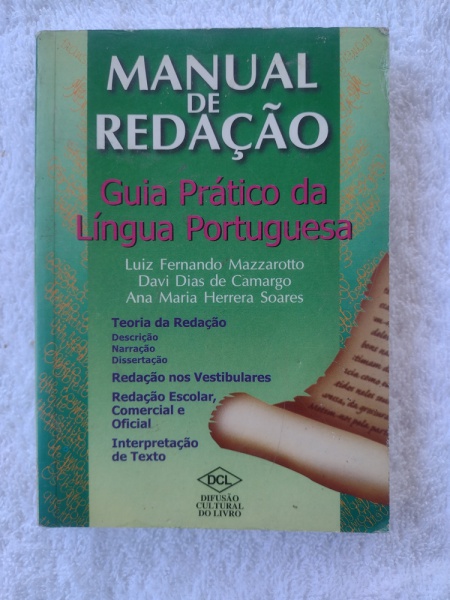 MANUAL
DE
REDAÇÃO
Guia Prático da
Língua Portuguesa
Luiz Fernando Mazzarotto
Davi Dias de Camargo
Ana Maria Herrera Soares
Teoria da Redação
Descrição
Narração
Dissertação
Redação nos Vestibulares
Redação Escolar,
Comercial e
Oficial
Interpretação
de Texto
DCL
DIFUSÃO
CULTURAL
DO LIVRO